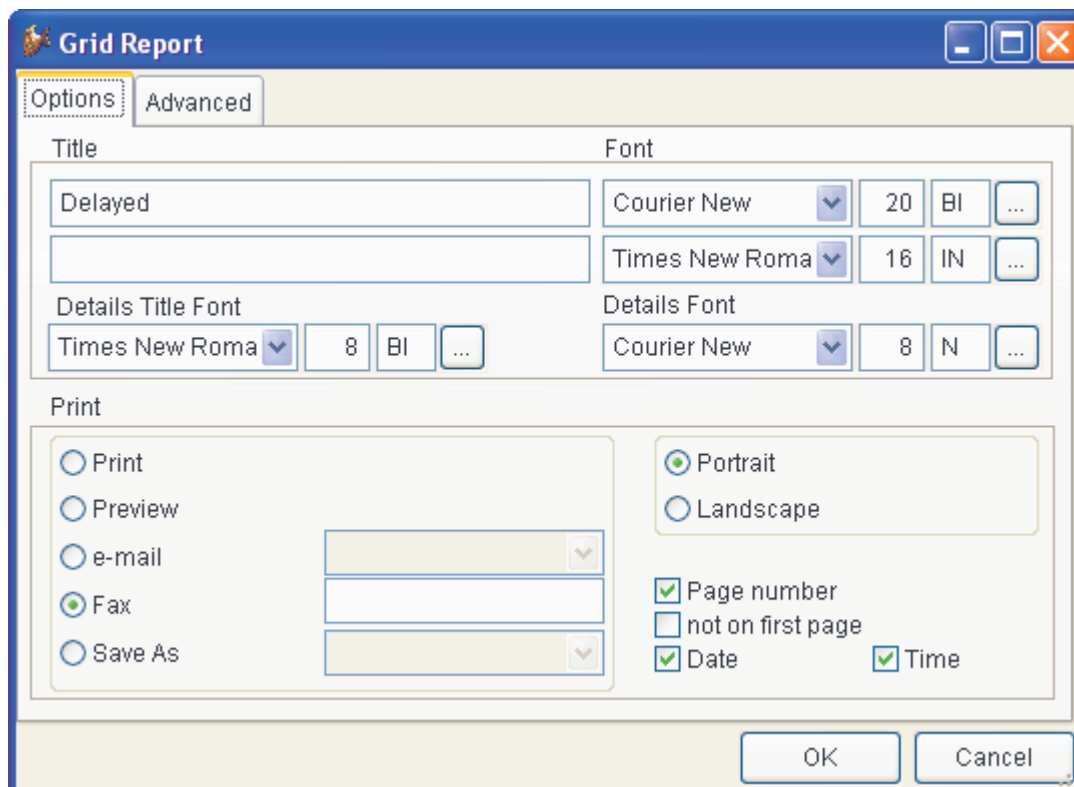 Grid Report
Options Advanced
Title Font
Delayed Courier New 20 BI ...
Times New Roma 16 IN ...
Details Title Font Details Font
Times New Roma 8 BI ... Courier New 8 N ...
Print
Print Portrait
Preview Landscape
e-mail
Fax Page number
not on first page
Save As Date Time
OK Cancel